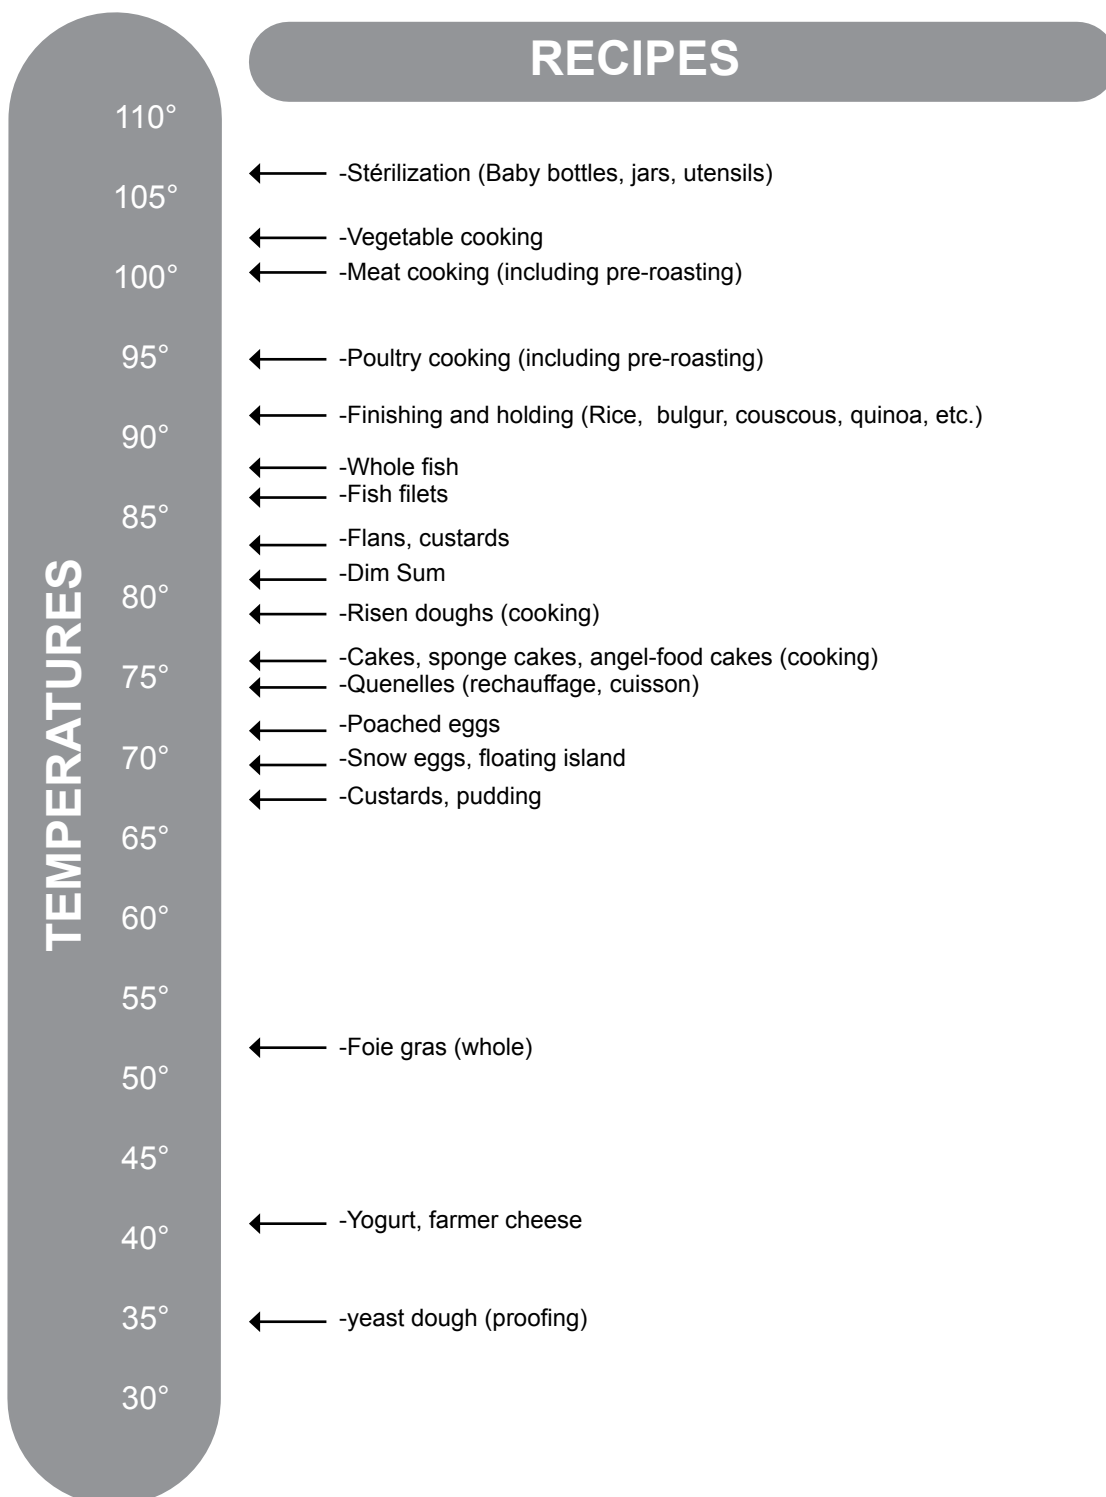 RECIPES
110°
-Stérilization (Baby bottles, jars, utensils)
105°
-Vegetable cooking
-Meat cooking (including pre-roasting)
100°
-Poultry cooking (including pre-roasting)
95°
-Finishing and holding (Rice,  bulgur, couscous, quinoa, etc.)
90°
-Whole fish
-Fish filets
85°
-Flans, custards
-Dim Sum
80°
-Risen doughs (cooking)
-Cakes, sponge cakes, angel-food cakes (cooking)
75°
-Quenelles (rechauffage, cuisson)
-Poached eggs
70°
-Snow eggs, floating island
-Custards, pudding
65°
TEMPERATURES
60°
55°
-Foie gras (whole)
50°
45°
-Yogurt, farmer cheese
40°
35°
-yeast dough (proofing)
30°